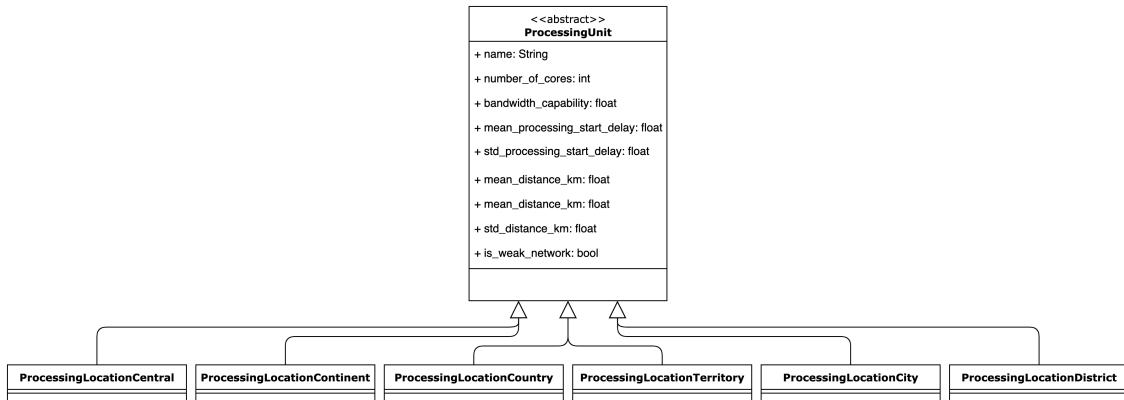 <<abstract>>
ProcessingUnit
+ name: String
+ number_of_cores: int
+ bandwidth_capability: float
+ mean_processing_start_delay: float
+ std_processing_start_delay: float
+ mean_distance_km: float
+ mean_distance_km: float
+ std_distance_km: float
+ is_weak_network: bool
ProcessingLocationCentral
ProcessingLocationContinent
ProcessingLocationCountry
ProcessingLocationTerritory
ProcessingLocationCity
ProcessingLocationDistrict